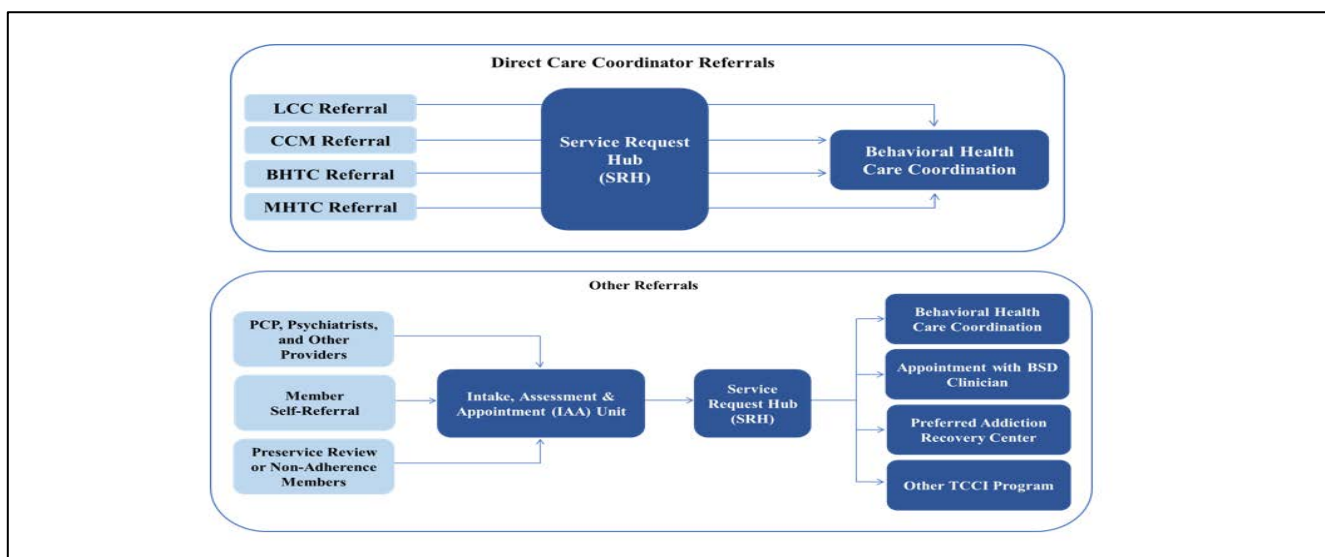 Direct Care Coordinator Referrals
LCC Referral
CCM Referral
BHTC Referral
MHTC Referral
Service Request
Hub
(SRH)
Behavioral Health
Care Coordination
Other Referrals
PCP, Psychiatrists,
and Other
Providers
Member
Self-Referral
Preservice Review
or Non-Adherence
Members
Intake, Assessment &
Appointment (IAA) Unit
Service
Request Hub
(SRH)
Behavioral Health
Care Coordination
Appointment with BSD
Clinician
Preferred Addiction
Recovery Center
Other TCCI Program